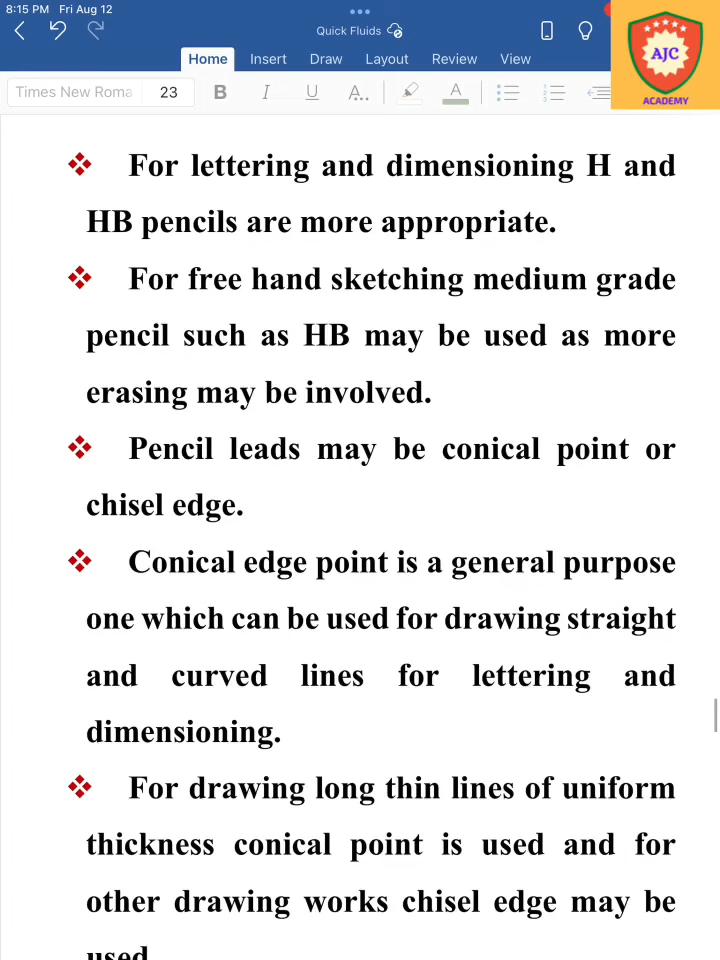 8:15 PM Fri Aug 12
Quick Fluids
AJC
ACADEMY
Home Insert Draw Layout Review View
Times New Roma 23 B I U A..  A
For lettering and dimensioning H and
HB pencils are more appropriate.
For free hand sketching medium grade
pencil such as HB may be used as more
erasing may be involved.
Pencil leads may be conical point or
chisel edge.
Conical edge point is a general purpose
one which can be used for drawing straight
and curved lines for lettering and
dimensioning.
For drawing long thin lines of uniform
thickness conical point is used and for
other drawing works chisel edge may be
used